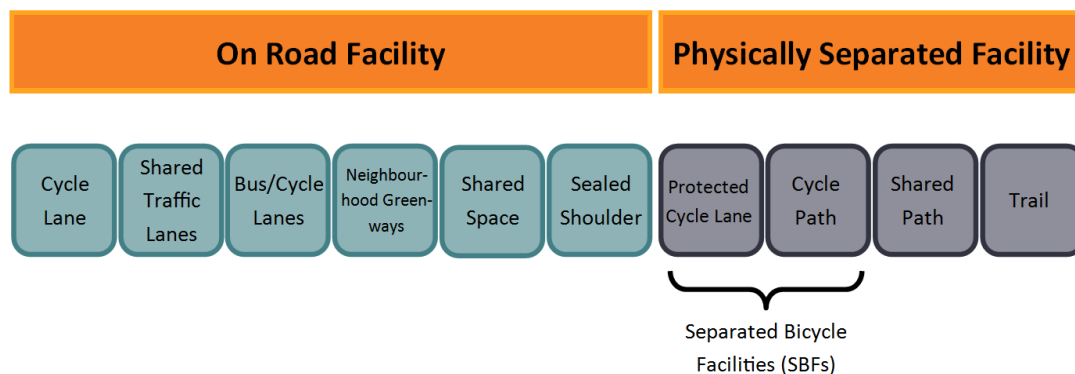 On Road Facility
Physically Separated Facility
Cycle
Lane
Shared
Traffic
Lanes
Bus/Cycle
Lanes
Neighbour-
hood Green-
ways
Shared
Space
Sealed
Shoulder
Protected
Cycle Lane
Cycle
Path
Shared
Path
Trail
Separated Bicycle
Facilities (SBFs)